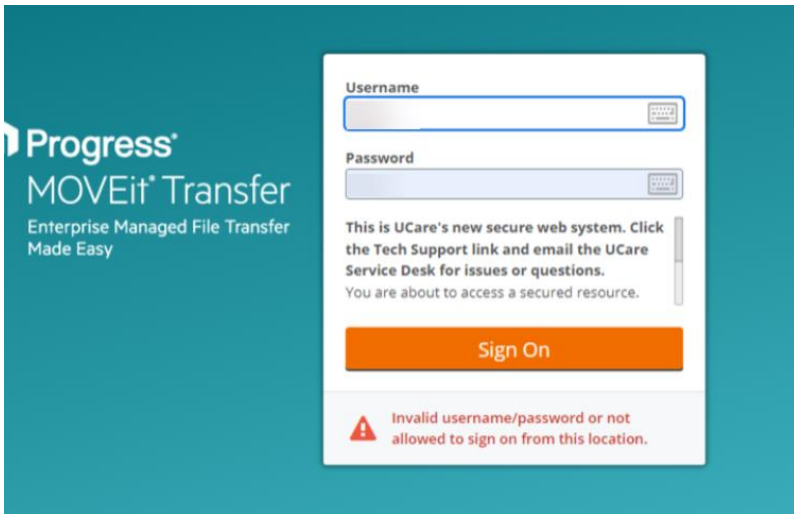 Progress®
MOVEit® Transfer
Enterprise Managed File Transfer
Made Easy
Username
Password
This is UCare's new secure web system. Click
the Tech Support link and email the UCare
Service Desk for issues or questions.
You are about to access a secured resource.
Sign On
Invalid username/password or not
allowed to sign on from this location.